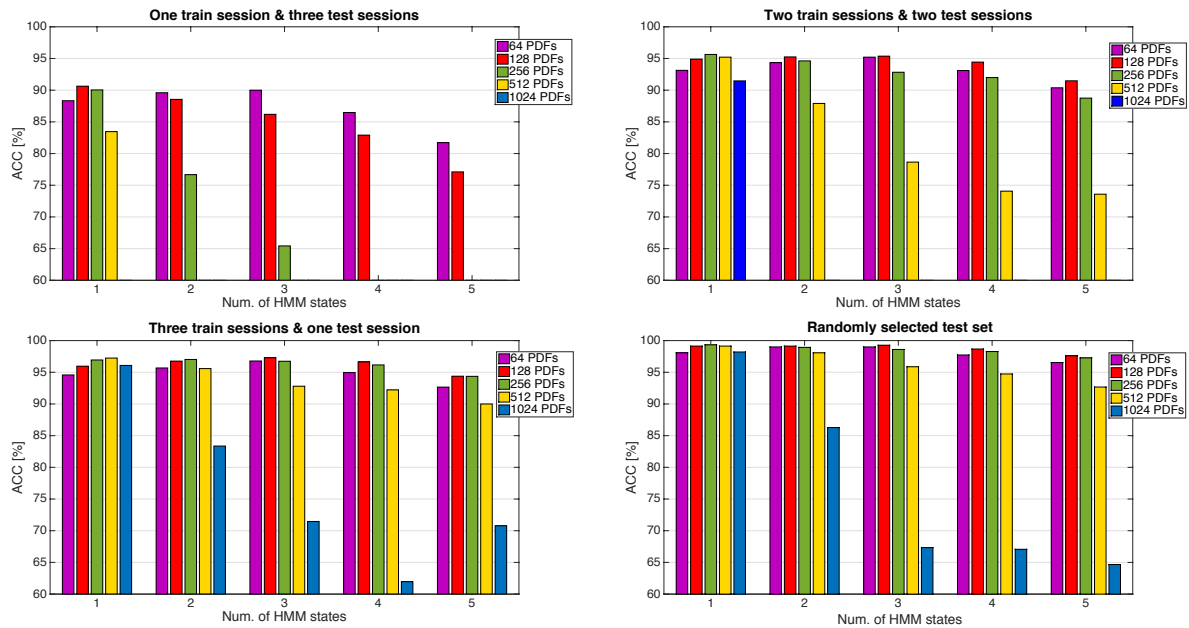 One train session & three test sessions
100
95
90
85
80
75
70
65
60
ACC [%]
1 2 3 4 5
Num. of HMM states
64 PDFs
128 PDFs
256 PDFs
512 PDFs
1024 PDFs
Two train sessions & two test sessions
100
95
90
85
80
75
70
65
60
ACC [%]
1 2 3 4 5
Num. of HMM states
64 PDFs
128 PDFs
256 PDFs
512 PDFs
1024 PDFs
Three train sessions & one test session
100
95
90
85
80
75
70
65
60
ACC [%]
1 2 3 4 5
Num. of HMM states
64 PDFs
128 PDFs
256 PDFs
512 PDFs
1024 PDFs
Randomly selected test set
100
95
90
85
80
75
70
65
60
ACC [%]
1 2 3 4 5
Num. of HMM states
64 PDFs
128 PDFs
256 PDFs
512 PDFs
1024 PDFs